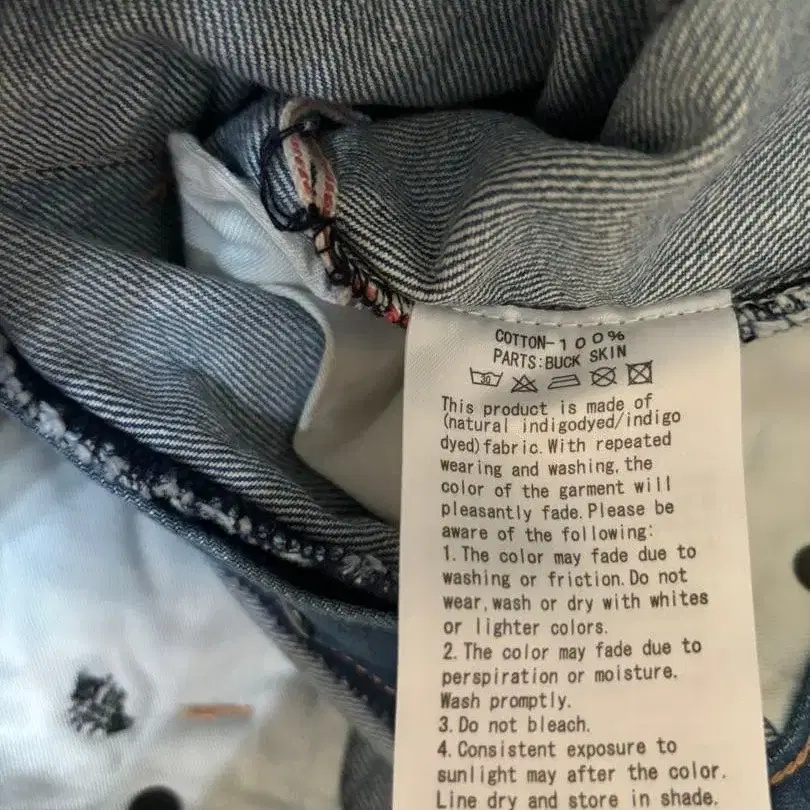 COTTON-100%
PARTS:BUCK SKIN
30
This product is made of
(natural indigodyed/indigo
dyed)fabric.With repeated
wearing and washing,the
color of the garment will
pleasantly fade.Please be
aware of the following:
1.The color may fade due to
washing or friction.Do not
wear,wash or dry with whites
or lighter colors.
2.The color may fade due to
perspiration or moisture.
Wash promptly.
3.Do not bleach.
4.Consistent exposure to
sunlight may after the color.
Line dry and store in shade.